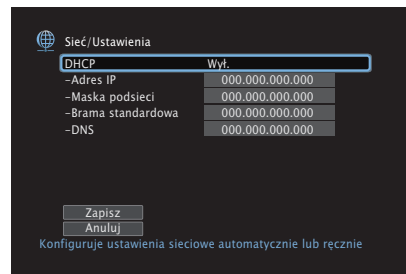 Sieć/Ustawienia
DHCP Wył.
–Adres IP 000.000.000.000
–Maska podsieci 000.000.000.000
–Brama standardowa 000.000.000.000
–DNS 000.000.000.000
Zapisz
Anuluj
Konfiguruje ustawienia sieciowe automatycznie lub ręcznie